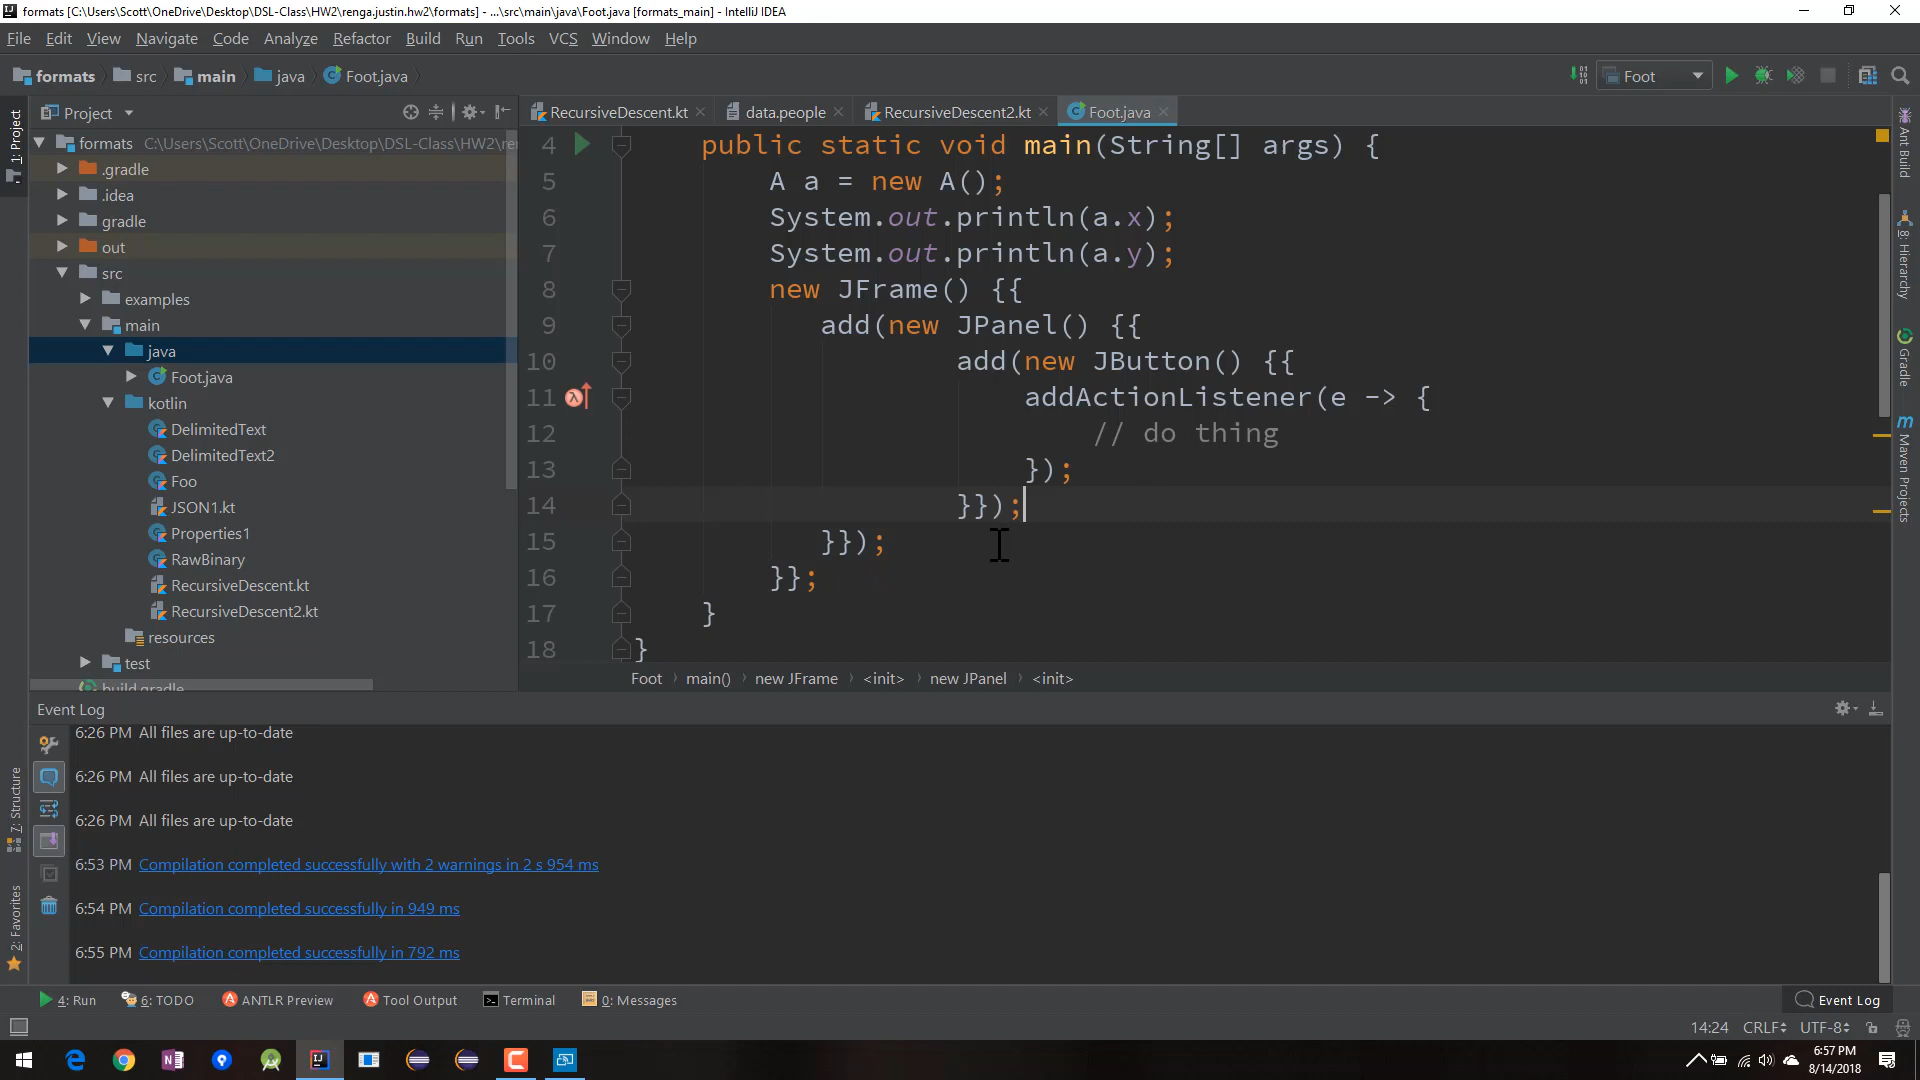 formats [C:\Users\Scott\OneDrive\Desktop\DSL-Class\HW2\renga.justin.hw2\formats] - ...\src\main\java\Foot.java [formats_main] - IntelliJ IDEA
File Edit View Navigate Code Analyze Refactor Build Run Tools VCS Window Help
formats src main java Foot.java Foot
Project
RecursiveDescent.kt data.people RecursiveDescent2.kt Foot.java
1: Project
7: Structure
2: Favorites
formats C:\Users\Scott\OneDrive\Desktop\DSL-Class\HW2\re
.gradle
.idea
gradle
out
src
examples
main
java
Foot.java
kotlin
DelimitedText
DelimitedText2
Foo
JSON1.kt
Properties1
RawBinary
RecursiveDescent.kt
RecursiveDescent2.kt
resources
test
build.gradle
4 public static void main(String[] args) {
5 A a = new A();
6 System.out.println(a.x);
7 System.out.println(a.y);
8 new JFrame() {{
9 add(new JPanel() {{
10 add(new JButton() {{
11 addActionListener(e -> {
12 // do thing
13 });
14 }});
15 }});
16 }};
17 }
18 }
Foot main() new JFrame <init> new JPanel <init>
Ant Build
8: Hierarchy
Gradle
Maven Projects
Event Log
6:26 PM All files are up-to-date
6:26 PM All files are up-to-date
6:26 PM All files are up-to-date
6:53 PM Compilation completed successfully with 2 warnings in 2 s 954 ms
6:54 PM Compilation completed successfully in 949 ms
6:55 PM Compilation completed successfully in 792 ms
4: Run 6: TODO ANTLR Preview Tool Output Terminal 0: Messages Event Log
14:24 CRLF UTF-8
6:57 PM
8/14/2018